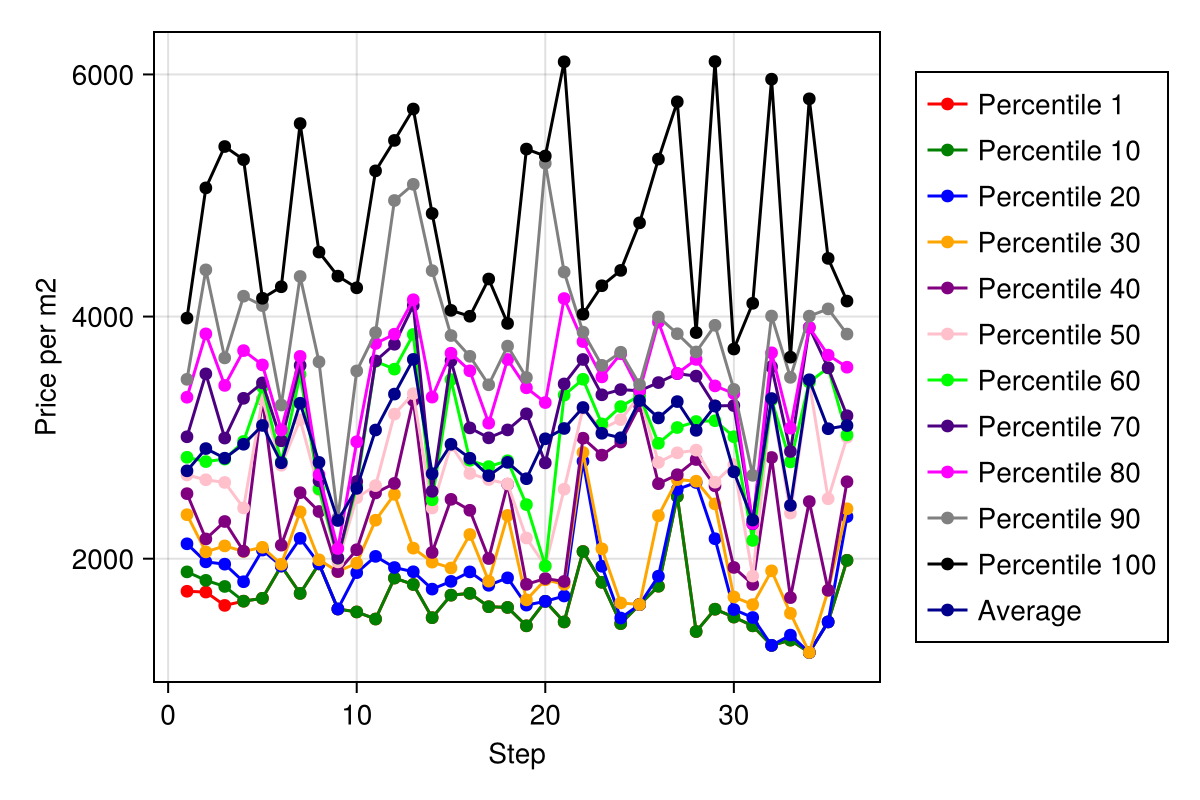 6000
4000
2000
Price per m2
0 10 20 30
Step
Percentile 1
Percentile 10
Percentile 20
Percentile 30
Percentile 40
Percentile 50
Percentile 60
Percentile 70
Percentile 80
Percentile 90
Percentile 100
Average